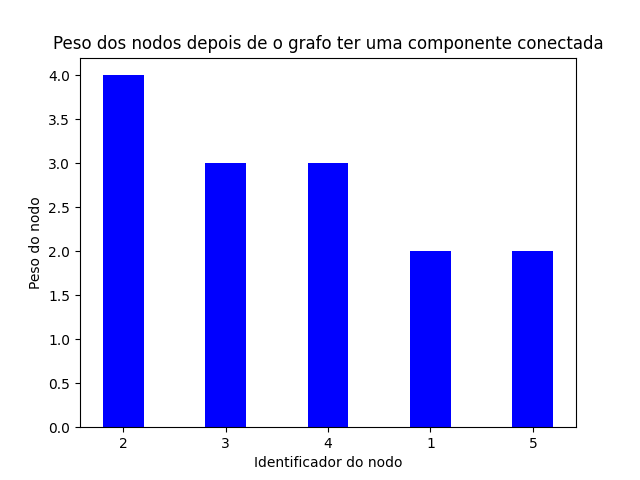 Peso dos nodos depois de o grafo ter uma componente conectada
4.0
3.5
3.0
2.5
2.0
1.5
1.0
0.5
0.0
Peso do nodo
2 3 4 1 5
Identificador do nodo